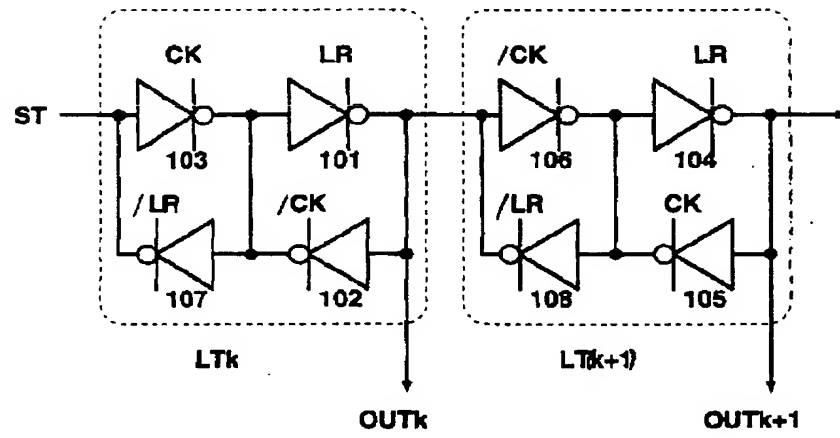 CK LR /CK LR
ST
103 101 106 104
/LR /CK /LR CK
107 102 108 105
LTk LT(k+1)
OUTk OUTk+1